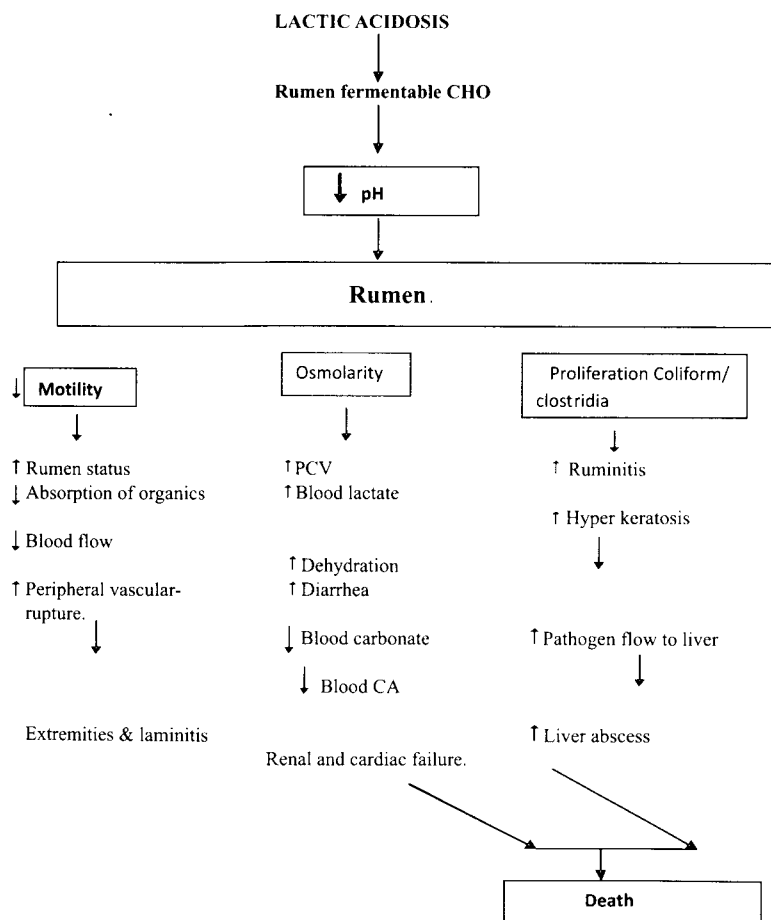 LACTIC ACIDOSIS
Rumen fermentable CHO
↓ pH
Rumen.
↓ Motility
↑ Rumen status
↓ Absorption of organics
↓ Blood flow
↑ Peripheral vascular-
rupture.
Extremities & laminitis
Osmolarity
↑ PCV
↑ Blood lactate
↑ Dehydration
↑ Diarrhea
↓ Blood carbonate
↓ Blood CA
Renal and cardiac failure.
Proliferation Coliform/
clostridia
↑ Ruminitis
↑ Hyper keratosis
↑ Pathogen flow to liver
↑ Liver abscess
Death